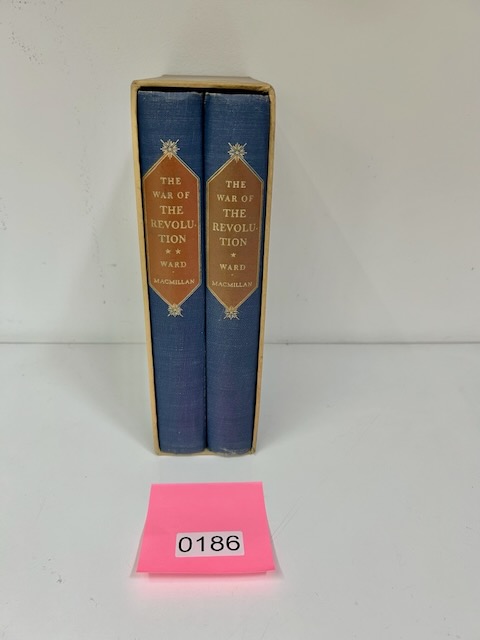 THE
WAR OF
THE
REVOLU-
TION
* *
WARD
MACMILLAN
THE
WAR OF
THE
REVOLU-
TION
*
WARD
MACMILLAN
0186